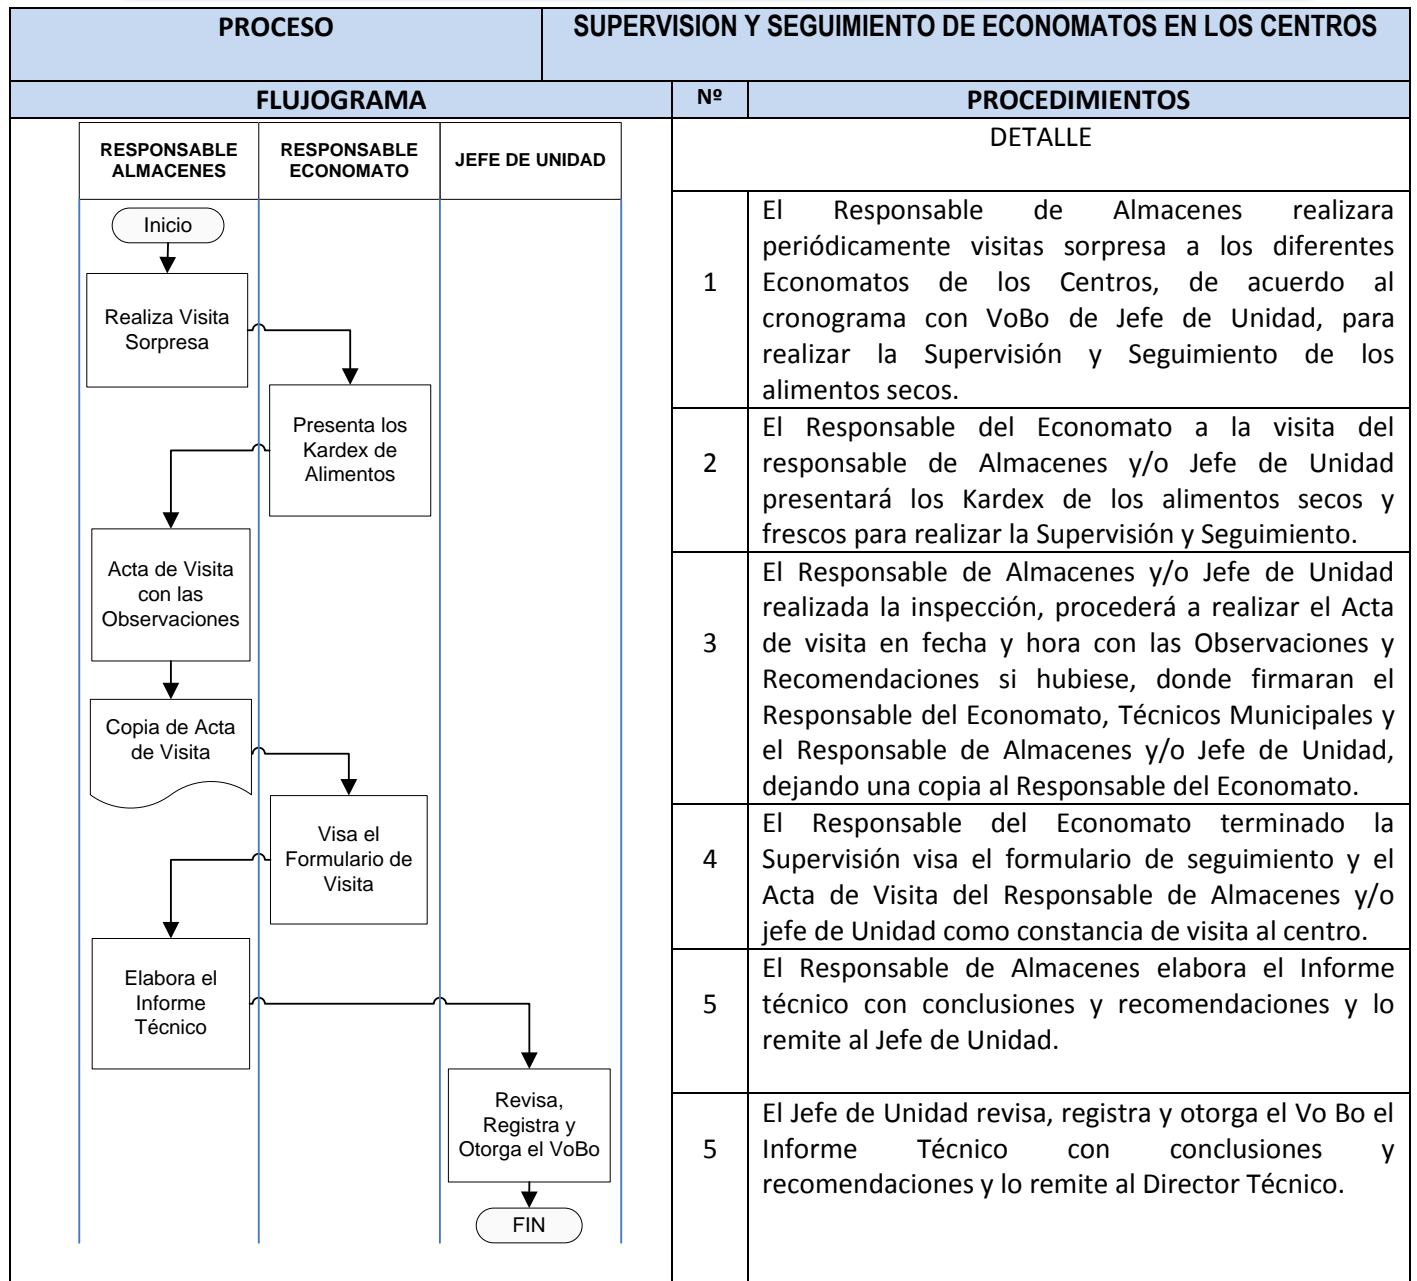 PROCESO
SUPERVISION Y SEGUIMIENTO DE ECONOMATOS EN LOS CENTROS
FLUJOGRAMA
Nº
PROCEDIMIENTOS
RESPONSABLE
ALMACENES
RESPONSABLE
ECONOMATO
JEFE DE UNIDAD
Inicio
Realiza Visita
Sorpresa
Presenta los
Kardex de
Alimentos
Acta de Visita
con las
Observaciones
Copia de Acta
de Visita
Visa el
Formulario de
Visita
Elabora el
Informe
Técnico
Revisa,
Registra y
Otorga el VoBo
FIN
DETALLE
1
El Responsable de Almacenes realizara
periódicamente visitas sorpresa a los diferentes
Economatos de los Centros, de acuerdo al
cronograma con VoBo de Jefe de Unidad, para
realizar la Supervisión y Seguimiento de los
alimentos secos.
2
El Responsable del Economato a la visita del
responsable de Almacenes y/o Jefe de Unidad
presentará los Kardex de los alimentos secos y
frescos para realizar la Supervisión y Seguimiento.
3
El Responsable de Almacenes y/o Jefe de Unidad
realizada la inspección, procederá a realizar el Acta
de visita en fecha y hora con las Observaciones y
Recomendaciones si hubiese, donde firmaran el
Responsable del Economato, Técnicos Municipales y
el Responsable de Almacenes y/o Jefe de Unidad,
dejando una copia al Responsable del Economato.
4
El Responsable del Economato terminado la
Supervisión visa el formulario de seguimiento y el
Acta de Visita del Responsable de Almacenes y/o
jefe de Unidad como constancia de visita al centro.
5
El Responsable de Almacenes elabora el Informe
técnico con conclusiones y recomendaciones y lo
remite al Jefe de Unidad.
5
El Jefe de Unidad revisa, registra y otorga el Vo Bo el
Informe Técnico con conclusiones y
recomendaciones y lo remite al Director Técnico.